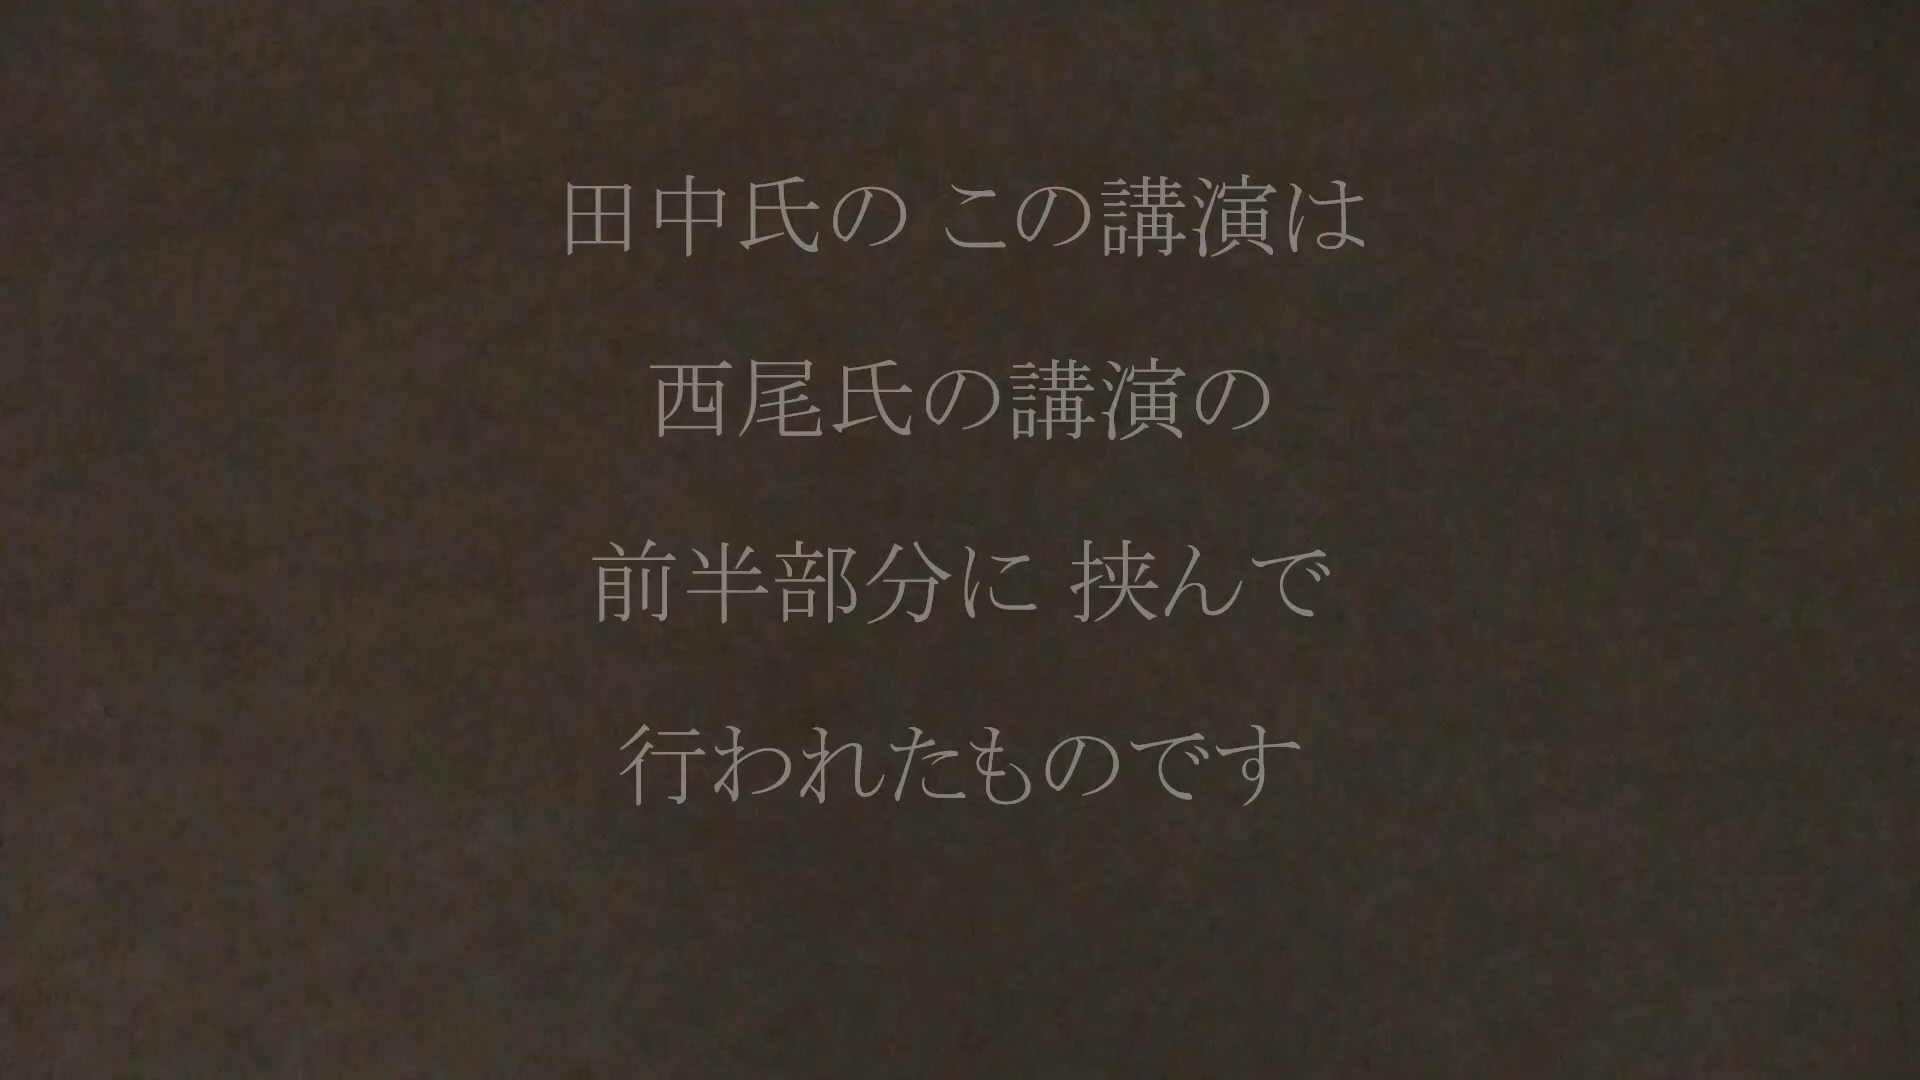 田中氏の この講演は
西尾氏の講演の
前半部分に 挟んで
行われたものです